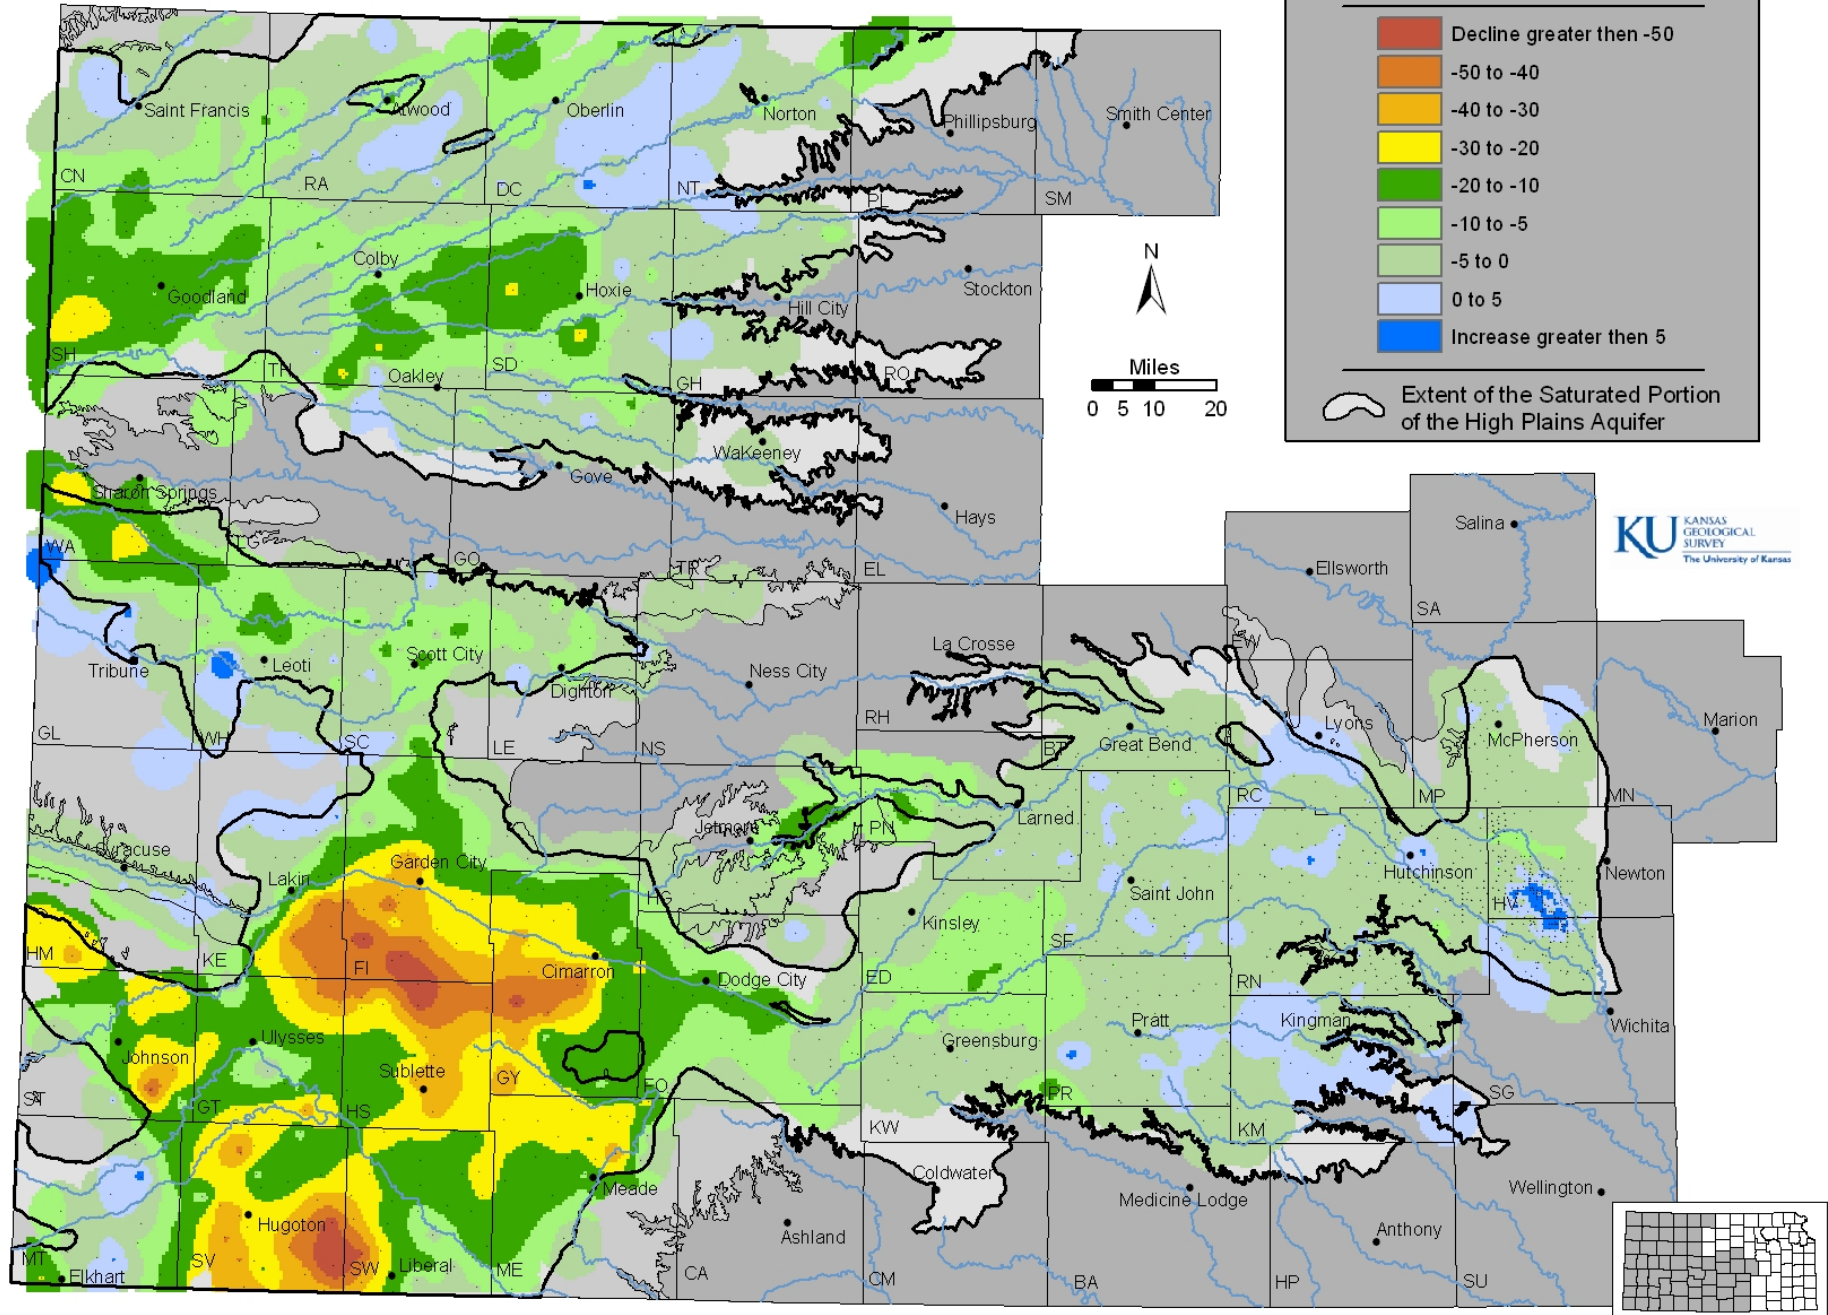 Decline greater then -50
-50 to -40
-40 to -30
-30 to -20
-20 to -10
-10 to -5
-5 to 0
0 to 5
Increase greater then 5
Extent of the Saturated Portion
of the High Plains Aquifer
N
Miles
0 5 10 20
KU KANSAS
GEOLOGICAL
SURVEY
The University of Kansas
Saint Francis
Atwood
Oberlin
Norton
Phillipsburg
Smith Center
CN
RA
DC
NT
PL
SM
Colby
Goodland
Hoxie
Hill City
Stockton
SH
TH
SD
GH
RO
Oakley
WaKeeney
Gove
Sharon Springs
Hays
WA
LG
GO
TR
EL
Salina
Ellsworth
SA
EW
Tribune
Leoti
Scott City
Dighton
Ness City
La Crosse
RH
GL
WH
SC
LE
NS
BT
Great Bend
Lyons
McPherson
Marion
RC
MP
MN
Syracuse
Lakin
Garden City
Jetmore
PN
Larned
Hutchinson
Newton
HV
HG
Kinsley
Saint John
SF
HM
KE
FI
Cimarron
Dodge City
ED
RN
Wichita
Johnson
Ulysses
Sublette
GY
FO
Greensburg
Pratt
Kingman
ST
GT
HS
PR
SG
KW
KM
Coldwater
Meade
Medicine Lodge
Wellington
Hugoton
Ashland
Anthony
MT
Elkhart
SV
SW
Liberal
ME
CA
CM
BA
HP
SU